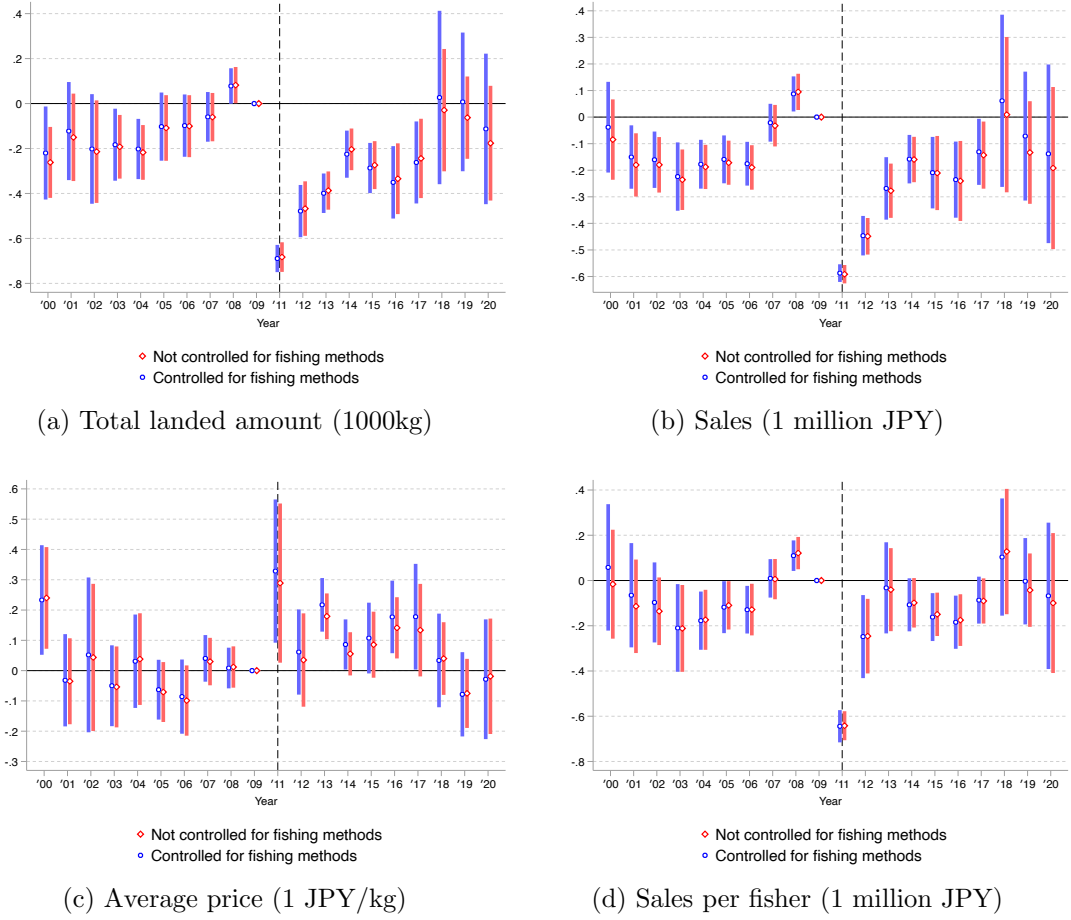 .4
.2
0
-.2
-.4
-.6
-.8
'00 '01 '02 '03 '04 '05 '06 '07 '08 '09 '11 '12 '13 '14 '15 '16 '17 '18 '19 '20
Year
Not controlled for fishing methods
Controlled for fishing methods
(a) Total landed amount (1000kg)
.4
.3
.2
.1
0
-.1
-.2
-.3
-.4
-.5
-.6
'00 '01 '02 '03 '04 '05 '06 '07 '08 '09 '11 '12 '13 '14 '15 '16 '17 '18 '19 '20
Year
Not controlled for fishing methods
Controlled for fishing methods
(b) Sales (1 million JPY)
.6
.5
.4
.3
.2
.1
0
-.1
-.2
-.3
'00 '01 '02 '03 '04 '05 '06 '07 '08 '09 '11 '12 '13 '14 '15 '16 '17 '18 '19 '20
Year
Not controlled for fishing methods
Controlled for fishing methods
(c) Average price (1 JPY/kg)
.4
.2
0
-.2
-.4
-.6
-.8
'00 '01 '02 '03 '04 '05 '06 '07 '08 '09 '11 '12 '13 '14 '15 '16 '17 '18 '19 '20
Year
Not controlled for fishing methods
Controlled for fishing methods
(d) Sales per fisher (1 million JPY)